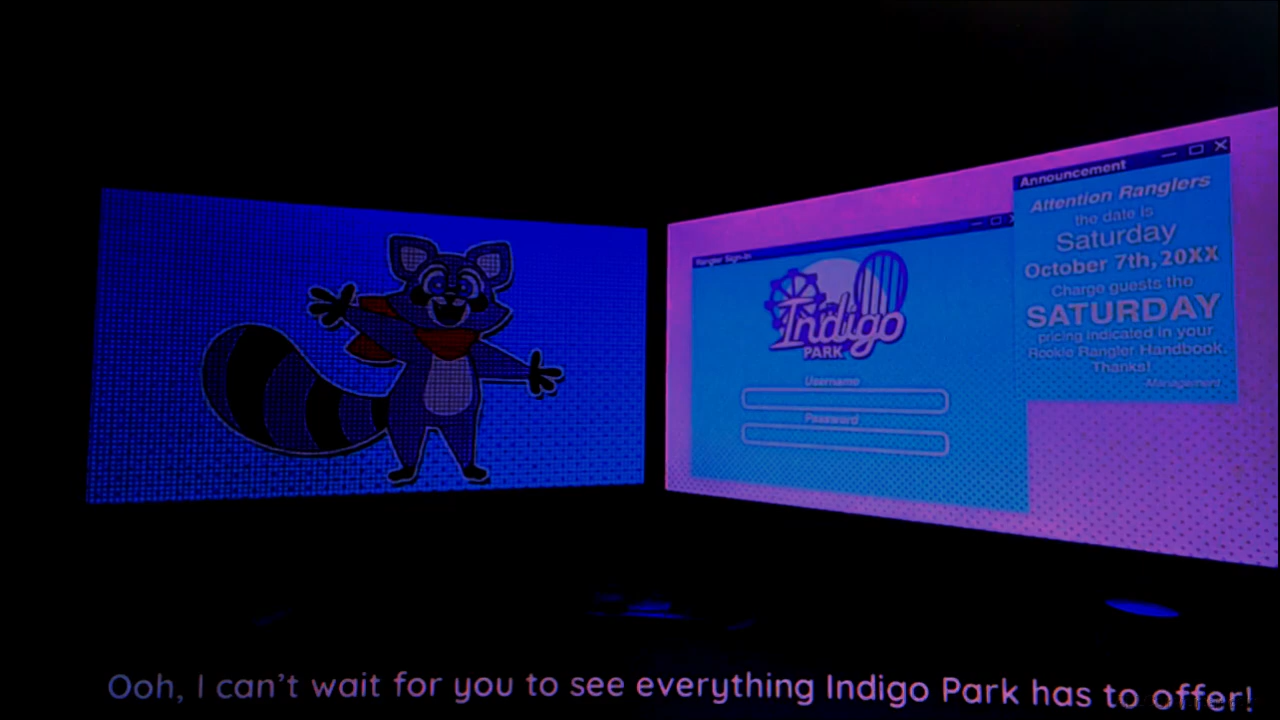 Rangler Sign-In
Indigo
PARK
Username
Password
Announcement
Attention Ranglers
the date is
Saturday
October 7th, 20XX
Charge guests the
SATURDAY
pricing indicated in your
Rookie Rangler Handbook.
Thanks!
-Management
Ooh, I can't wait for you to see everything Indigo Park has to offer!